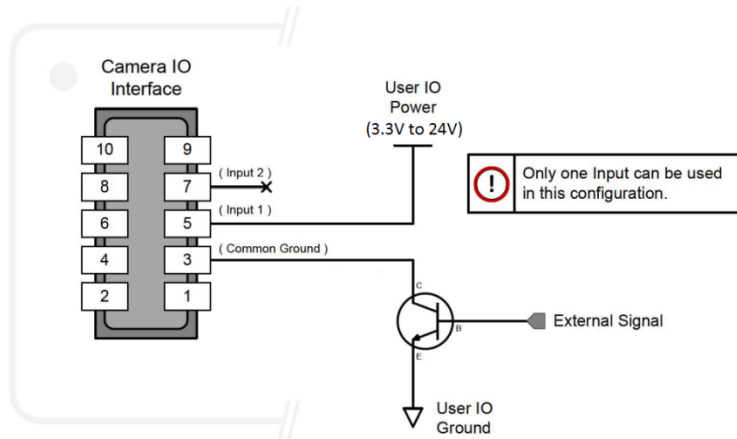 Camera IO
Interface
User IO
Power
(3.3V to 24V)
10 9
8 7
6 5
4 3
2 1
( Input 2 )
( Input 1 )
( Common Ground )
! Only one Input can be used
in this configuration.
C
B
E
External Signal
User IO
Ground